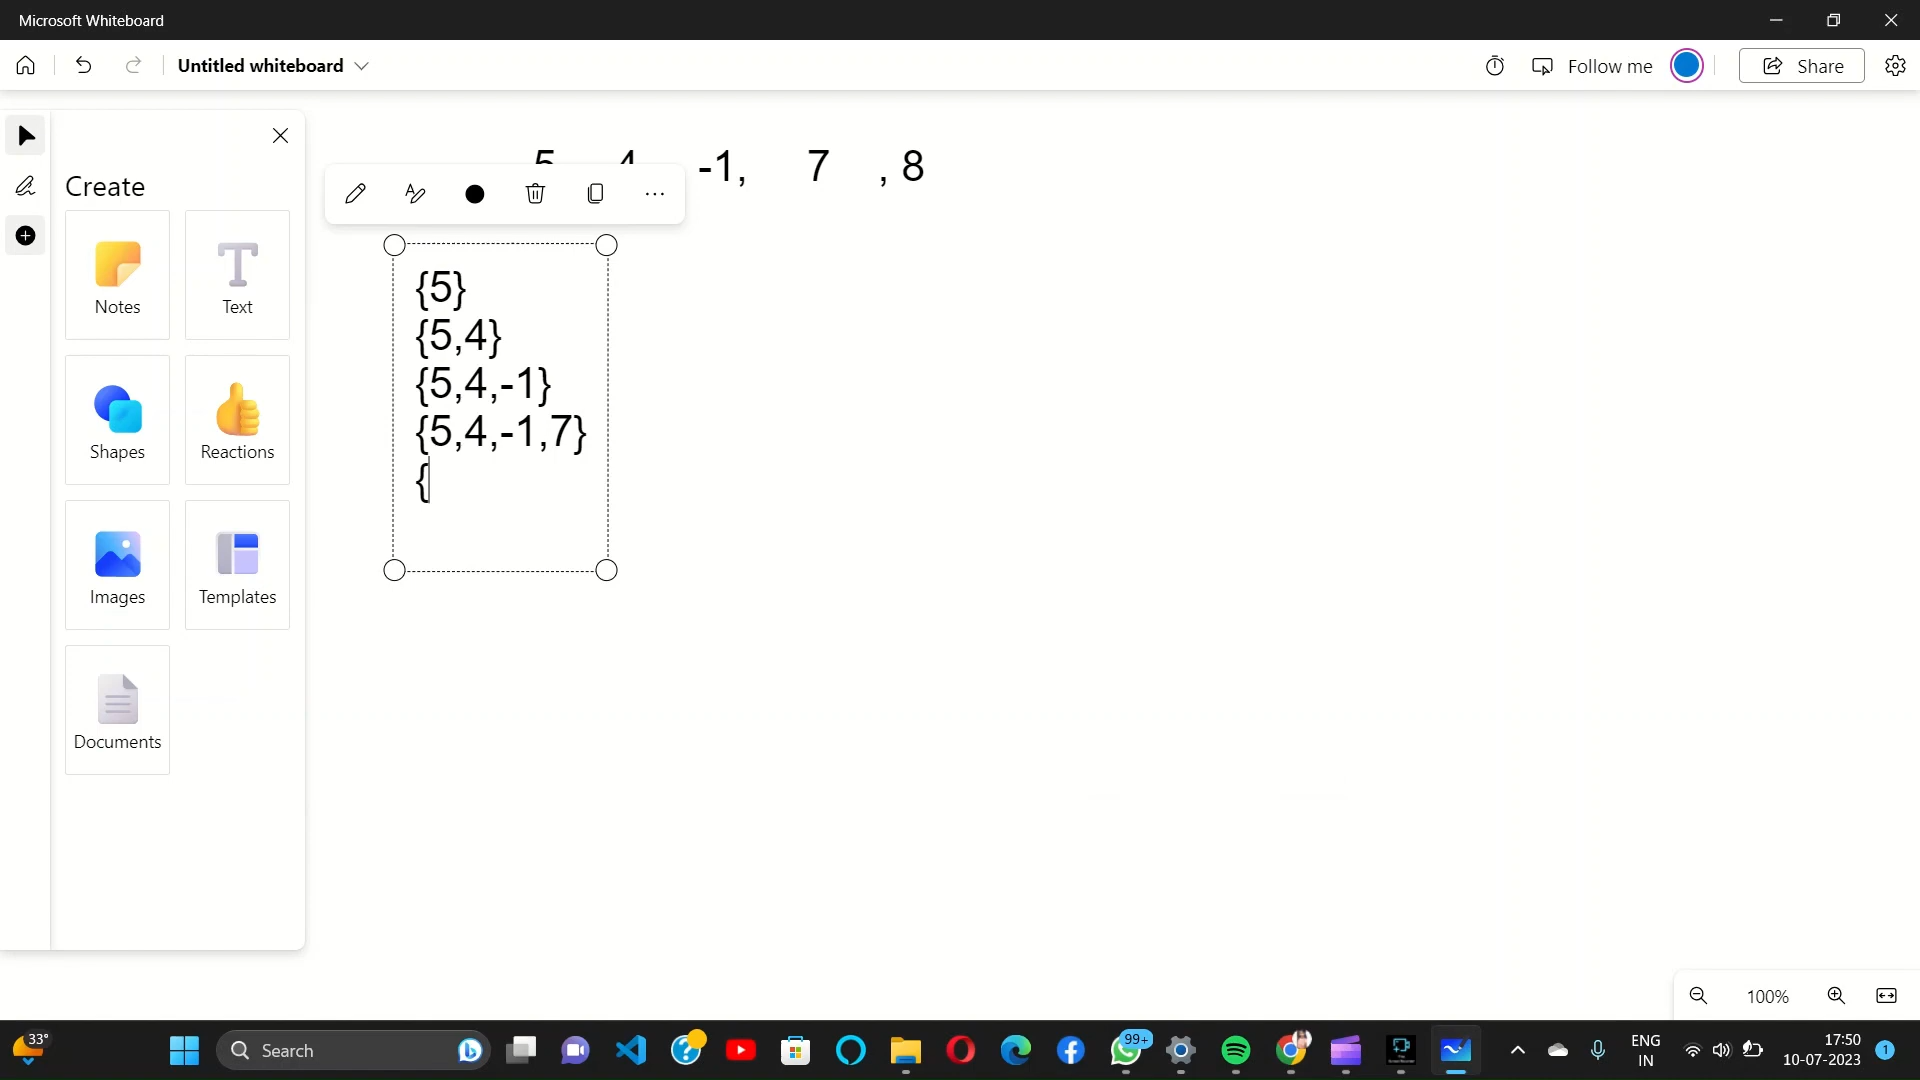 Microsoft Whiteboard
Untitled whiteboard
Follow me
Share
Create
Notes
Text
Shapes
Reactions
Images
Templates
Documents
5 4 -1, 7 , 8
{5}
{5,4}
{5,4,-1}
{5,4,-1,7}
{
100%
33°
Search
99+
ENG
IN
17:50
10-07-2023
1